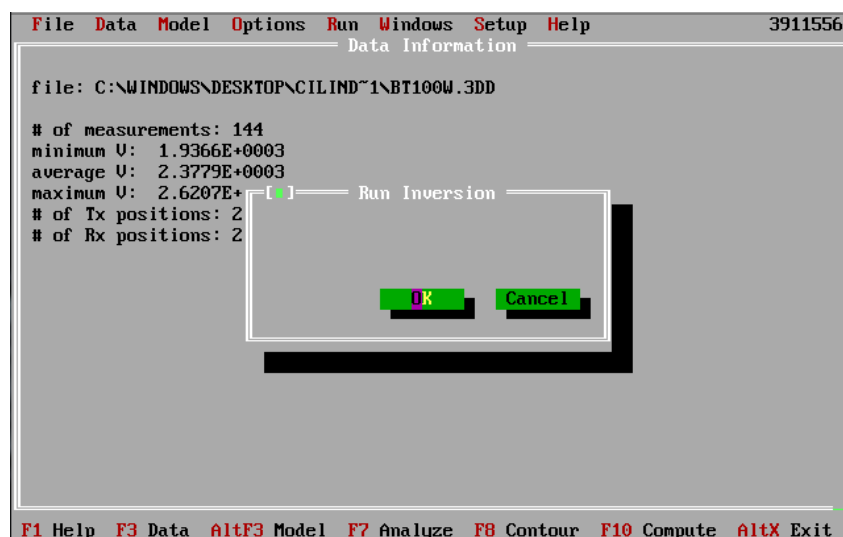 File Data Model Options Run Windows Setup Help 3911556
Data Information
file: C:\WINDOWS\DESKTOP\CILIND~1\BT100W.3DD
# of measurements: 144
minimum V: 1.9366E+0003
average V: 2.3779E+0003
maximum V: 2.6207E+
[■] Run Inversion
# of Tx positions: 2
# of Rx positions: 2
OK Cancel
F1 Help F3 Data AltF3 Model F7 Analyze F8 Contour F10 Compute AltX Exit